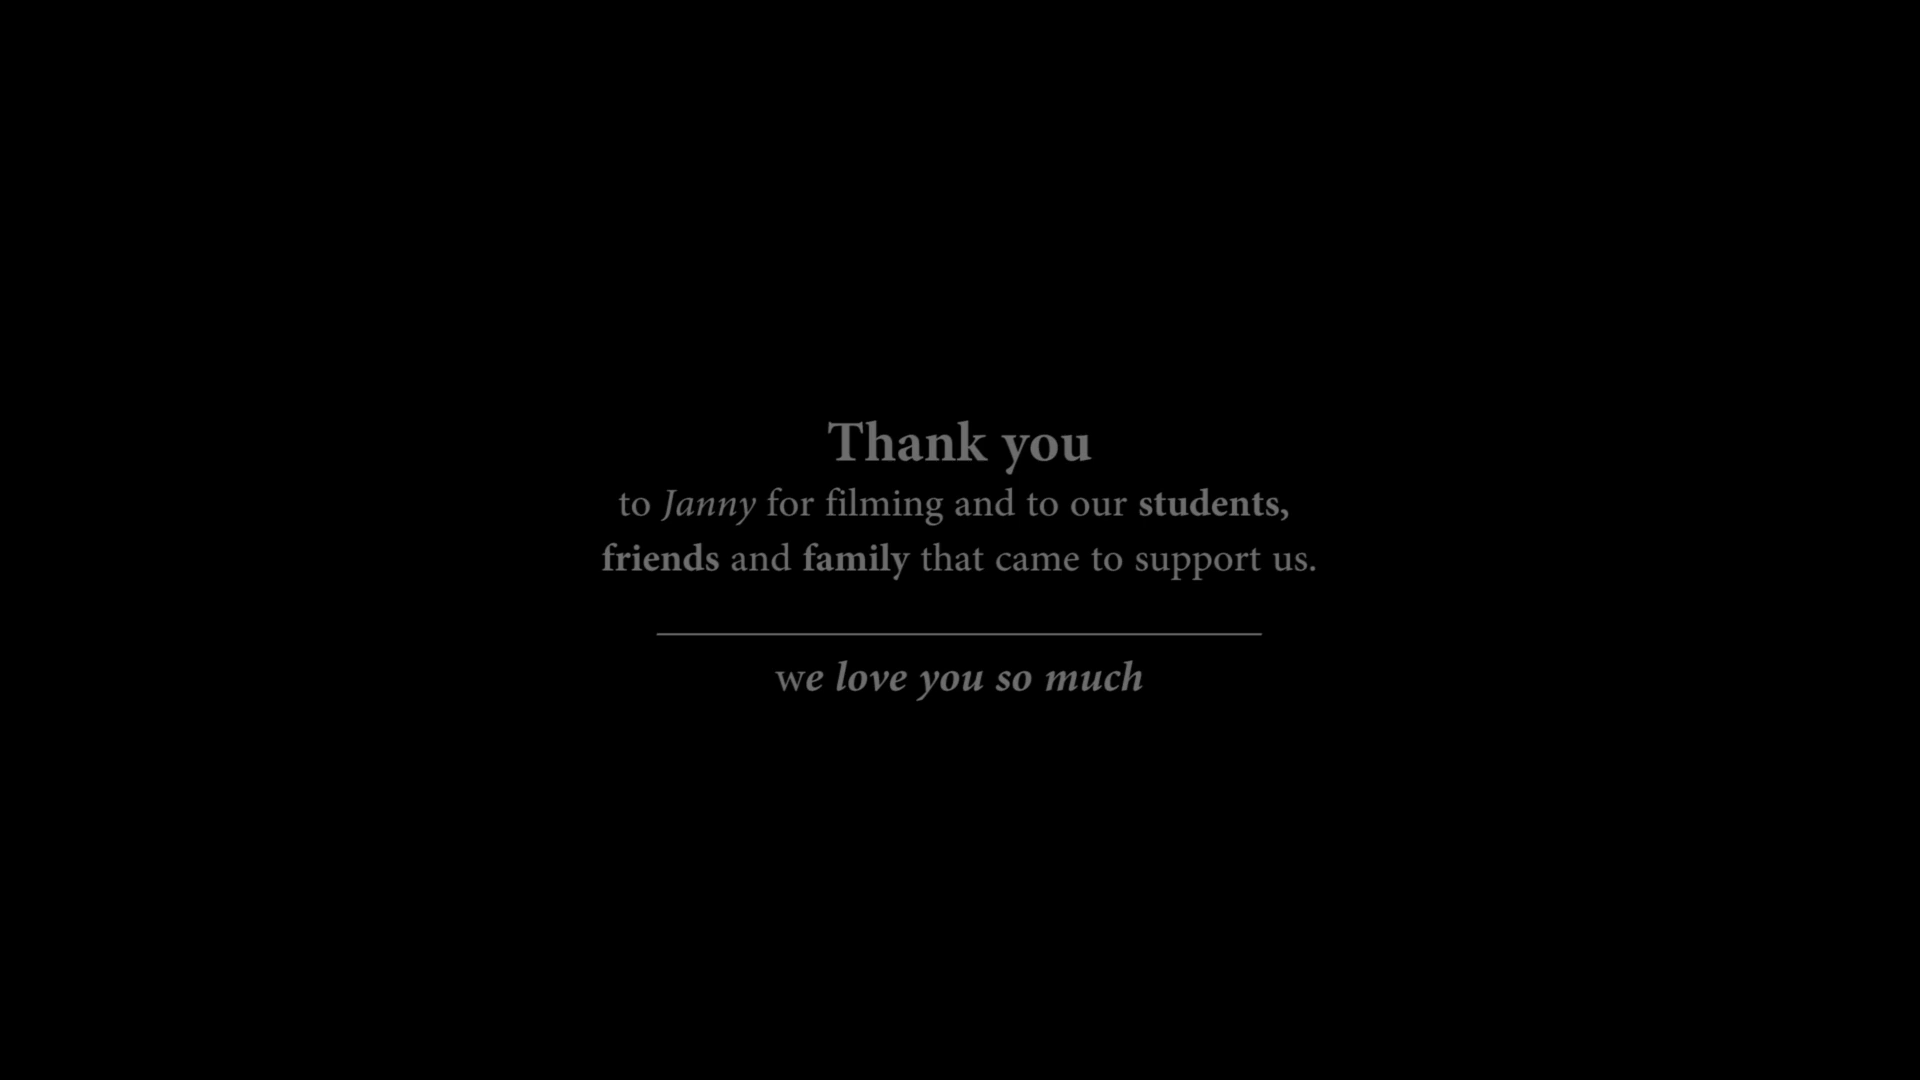 Thank you
to Janny for filming and to our students,
friends and family that came to support us.
we love you so much